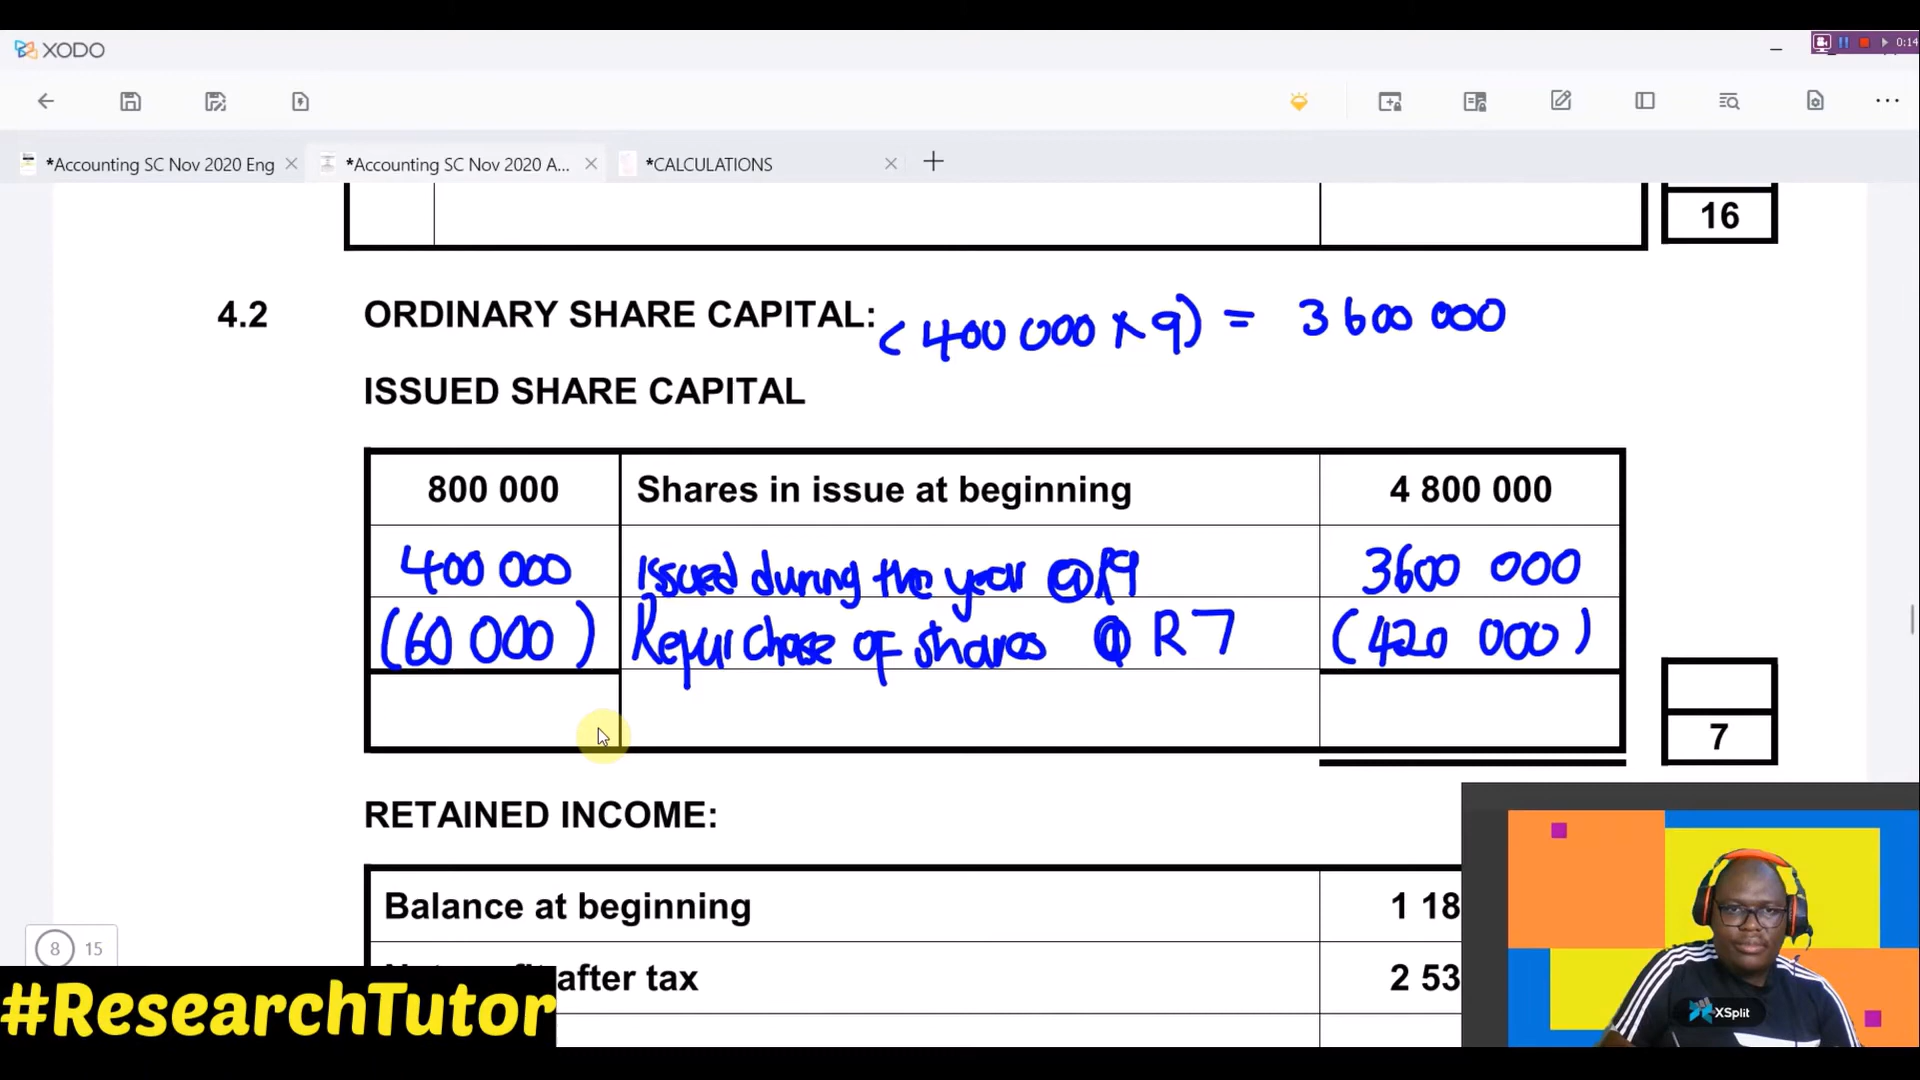 XODO
0:14
*Accounting SC Nov 2020 Eng
*Accounting SC Nov 2020 A...
*CALCULATIONS
16
4.2 ORDINARY SHARE CAPITAL: (400 000 x 9) = 3 600 000
ISSUED SHARE CAPITAL
800 000 Shares in issue at beginning 4 800 000
400 000 Issued during the year @ R9 3600 000
(60 000) Repurchase of shares @ R7 (420 000)
7
RETAINED INCOME:
Balance at beginning 1 18
after tax 2 53
8 15
#ResearchTutor
XSplit